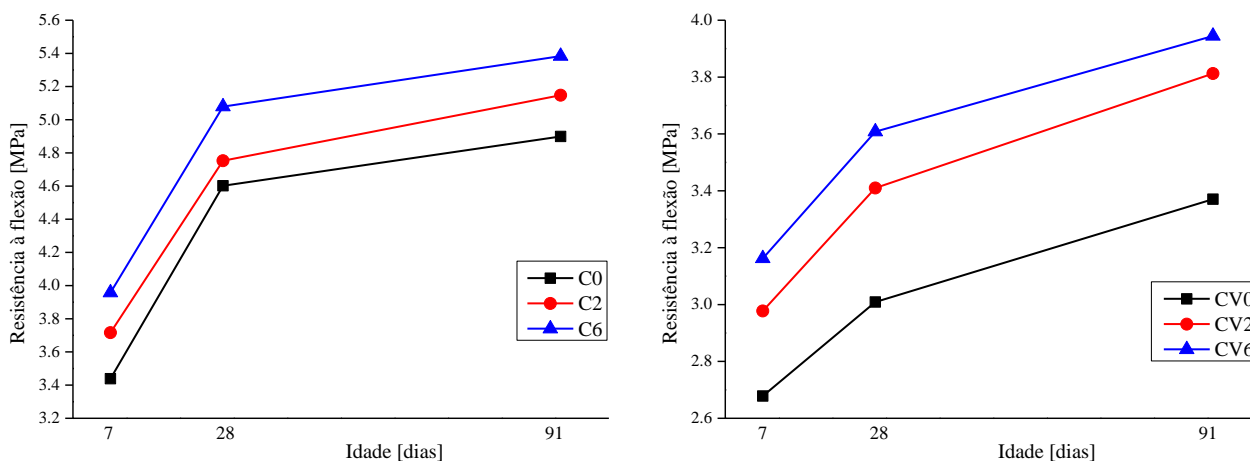 5.6
5.4
5.2
5.0
4.8
4.6
4.4
4.2
4.0
3.8
3.6
3.4
3.2
Resistência à flexão [MPa]
7
28
91
Idade [dias]
C0
C2
C6
4.0
3.8
3.6
3.4
3.2
3.0
2.8
2.6
Resistência à flexão [MPa]
7
28
91
Idade [dias]
CV0
CV2
CV6